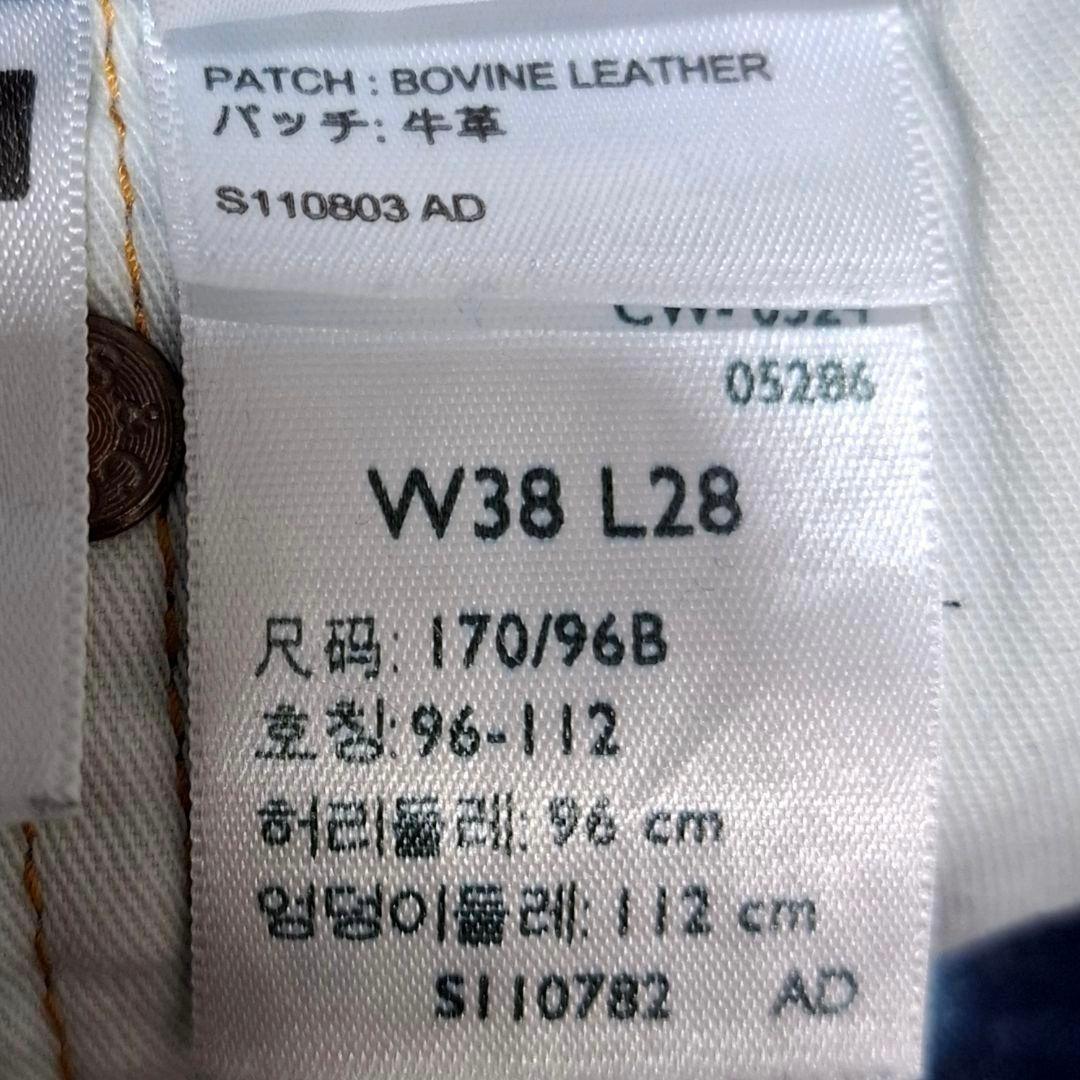 PATCH : BOVINE LEATHER
パッチ: 牛革
S110803 AD
05286
W38 L28
尺码: 170/96B
호칭: 96-112
허리둘레: 96 cm
엉덩이둘레: 112 cm
S110782 AD